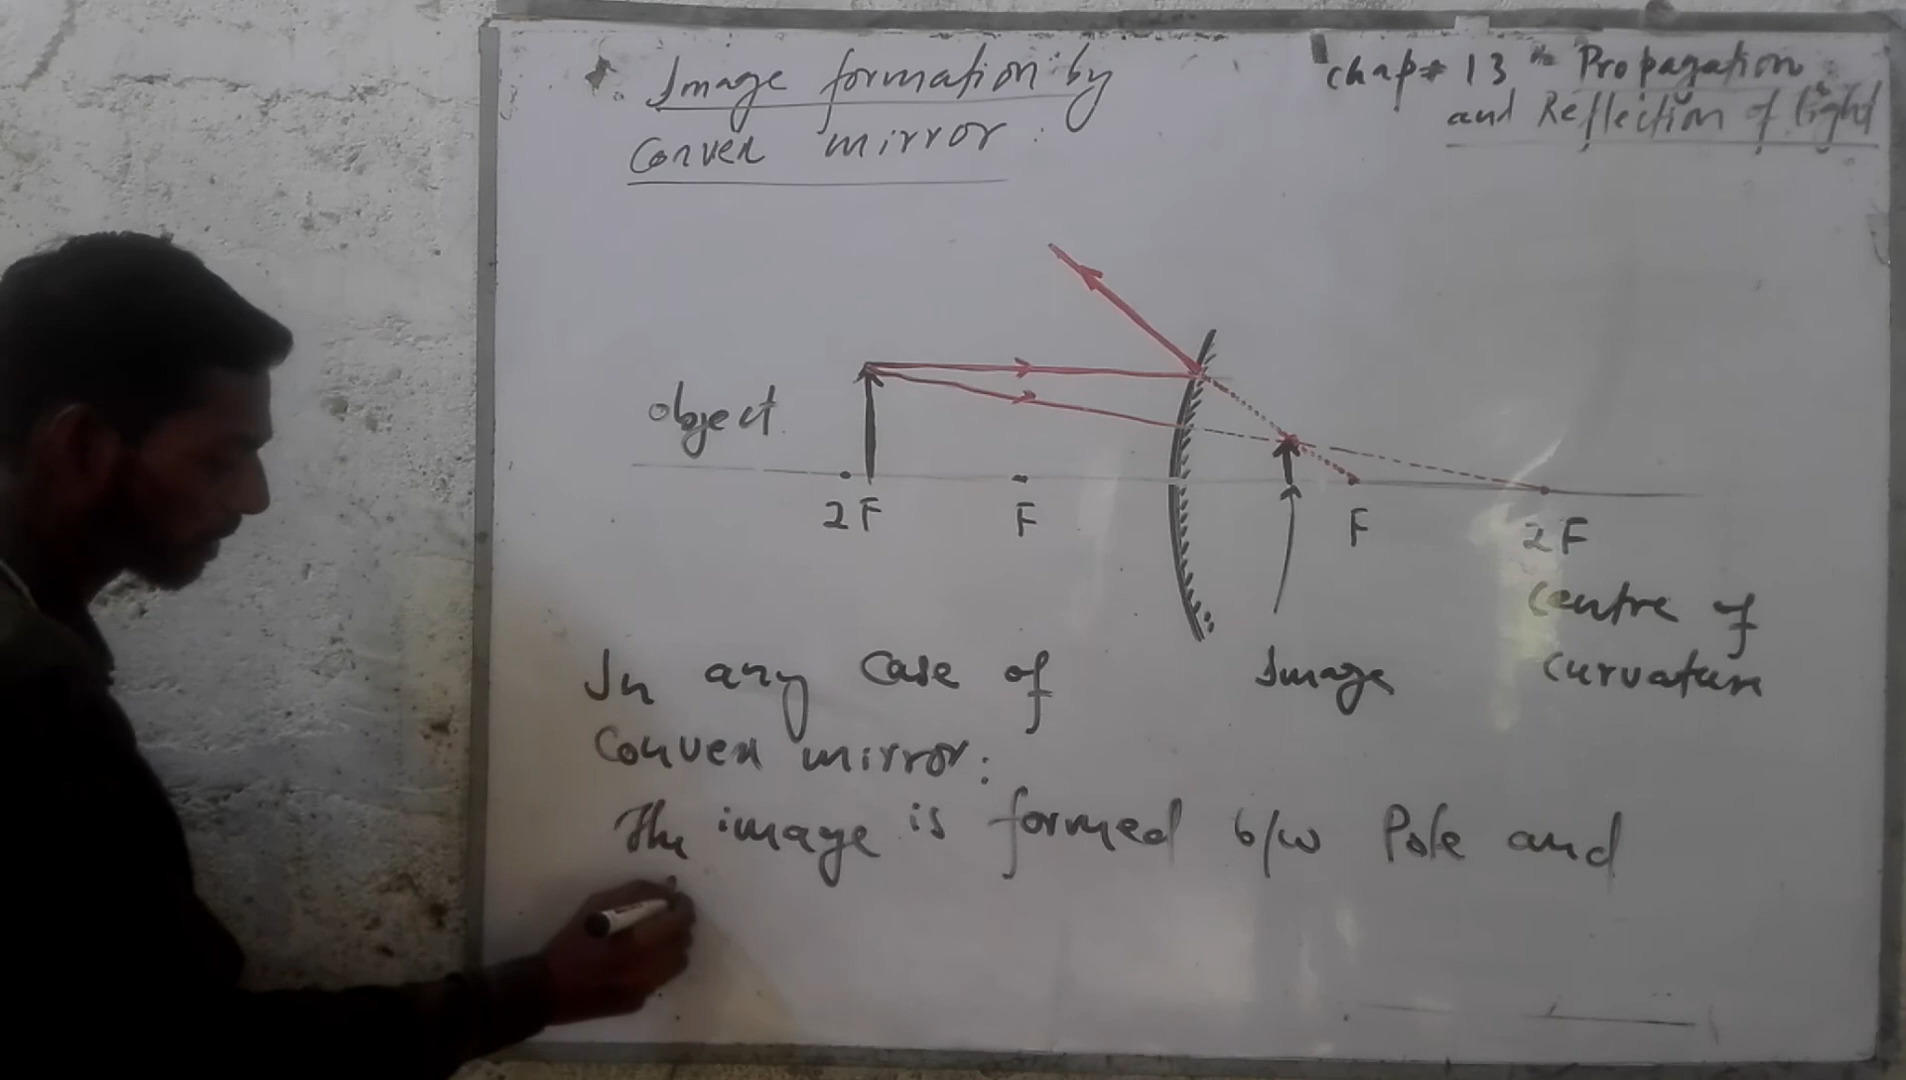 Image formation by
Convex mirror :
Chap # 13 Propagation
and Reflection of light
object
2F
F
F
2F
Centre of
Curvature
Image
In any Case of
Convex mirror :
The image is formed b/w Pole and